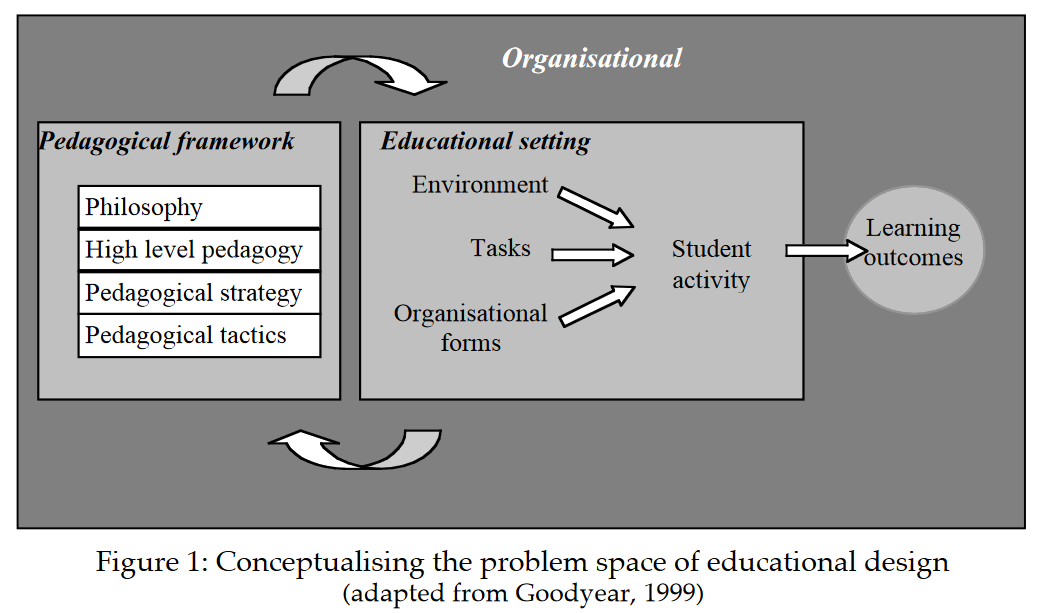 Organisational
Pedagogical framework
Philosophy
High level pedagogy
Pedagogical strategy
Pedagogical tactics
Educational setting
Environment
Tasks
Organisational
forms
Student
activity
Learning
outcomes
Figure 1: Conceptualising the problem space of educational design
(adapted from Goodyear, 1999)